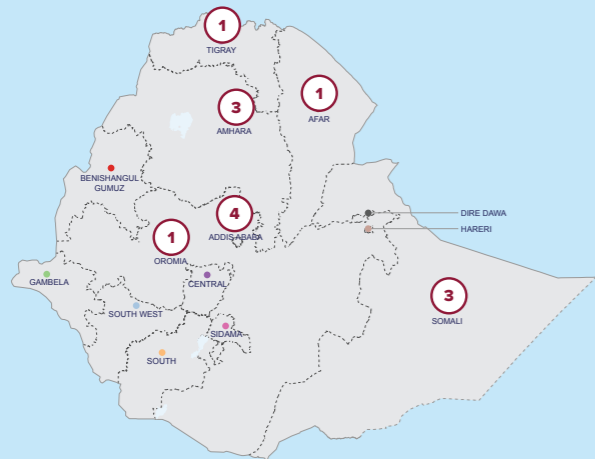 1
TIGRAY
1
AFAR
3
AMHARA
BENISHANGUL
GUMUZ
4
ADDIS ABABA
DIRE DAWA
HARERI
1
OROMIA
GAMBELA
CENTRAL
SOUTH WEST
3
SOMALI
SIDAMA
SOUTH